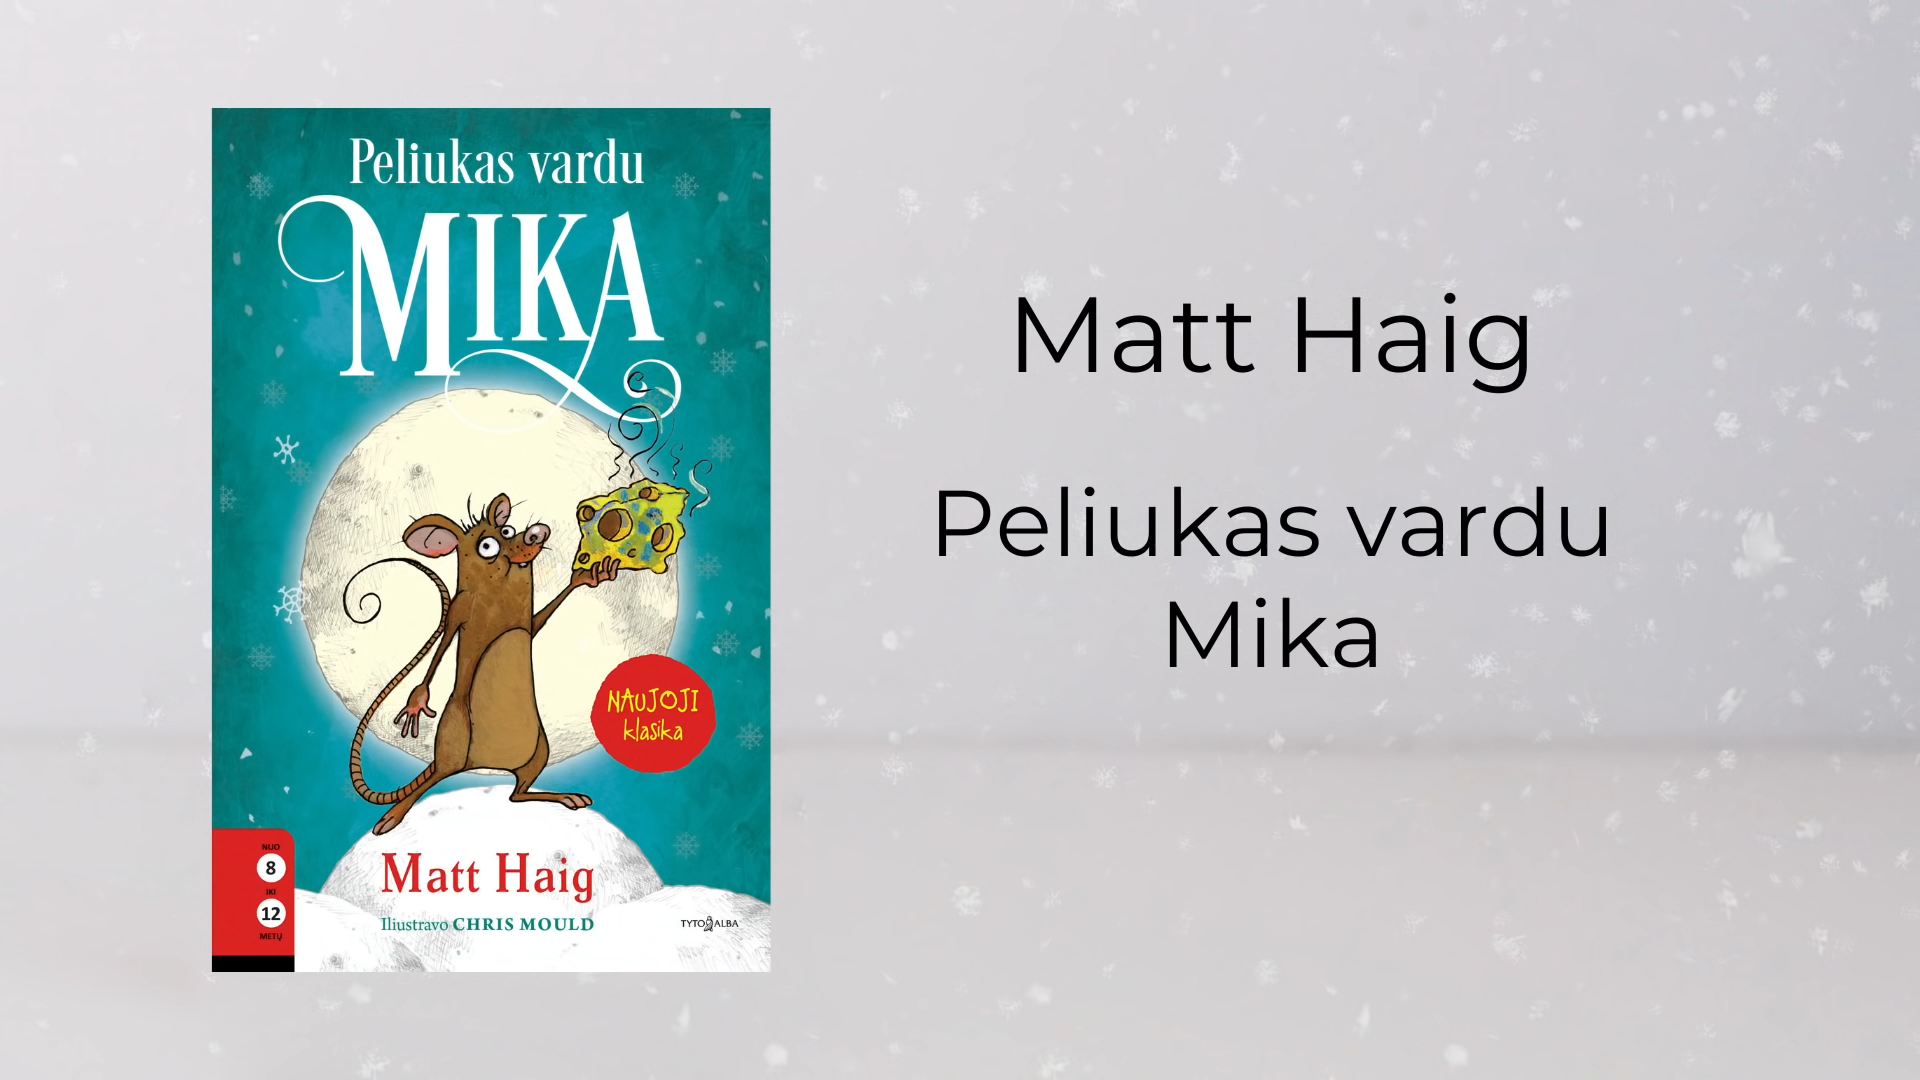 Peliukas vardu
MIKA
NAUJOJI
klasika
NUO
8
IKI
12
METŲ
Matt Haig
Iliustravo CHRIS MOULD
TYTO ALBA
Matt Haig
Peliukas vardu
Mika